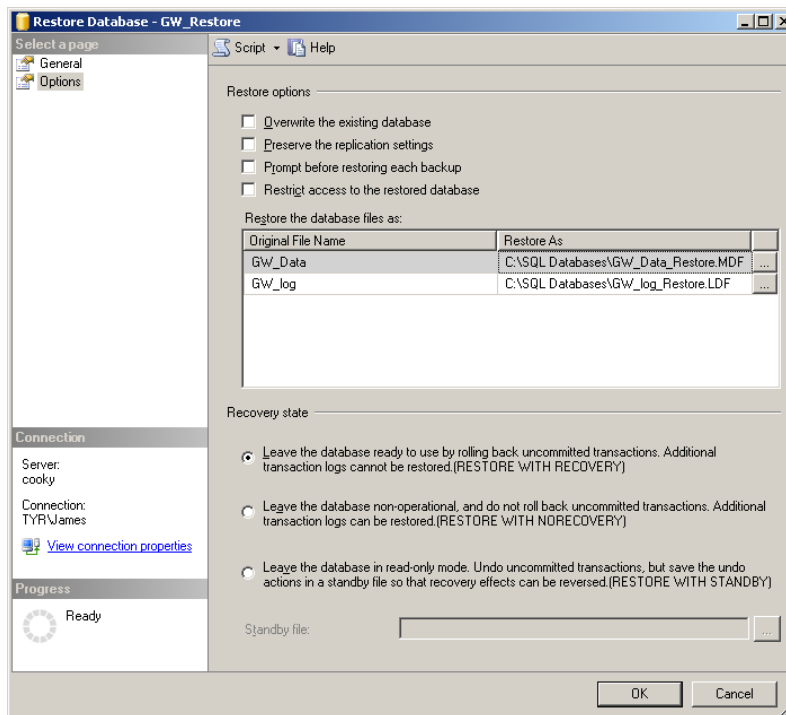 Restore Database - GW_Restore
Select a page
General
Options
Script
Help
Restore options
Overwrite the existing database
Preserve the replication settings
Prompt before restoring each backup
Restrict access to the restored database
Restore the database files as:
Original File Name
Restore As
GW_Data
C:\SQL Databases\GW_Data_Restore.MDF
...
GW_log
C:\SQL Databases\GW_log_Restore.LDF
...
Recovery state
Leave the database ready to use by rolling back uncommitted transactions. Additional
transaction logs cannot be restored.(RESTORE WITH RECOVERY)
Leave the database non-operational, and do not roll back uncommitted transactions. Additional
transaction logs can be restored.(RESTORE WITH NORECOVERY)
Leave the database in read-only mode. Undo uncommitted transactions, but save the undo
actions in a standby file so that recovery effects can be reversed.(RESTORE WITH STANDBY)
Standby file:
...
Connection
Server:
cooky
Connection:
TYR\James
View connection properties
Progress
Ready
OK
Cancel